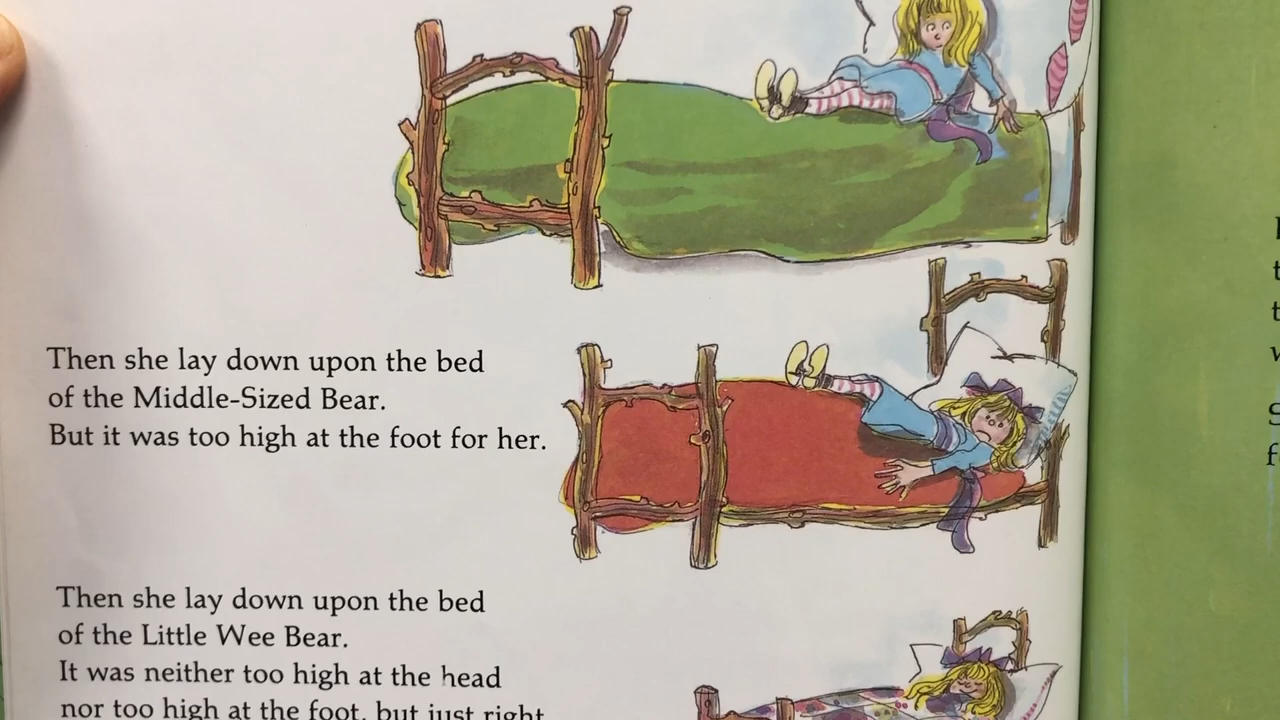 Then she lay down upon the bed
of the Middle-Sized Bear.
But it was too high at the foot for her.
Then she lay down upon the bed
of the Little Wee Bear.
It was neither too high at the head
nor too high at the foot, but just right